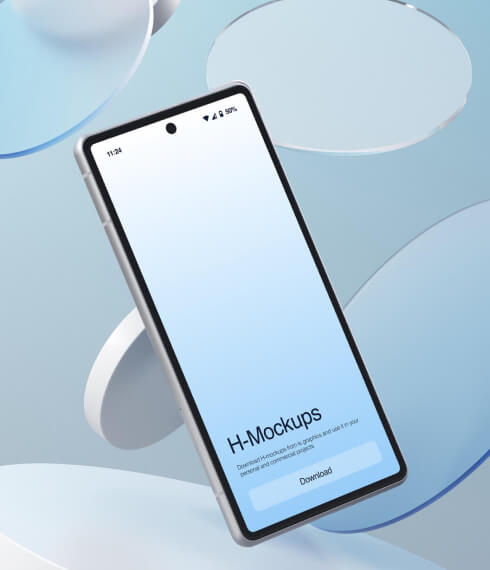 11:24
50%
H-Mockups
Download H-mockups from ls graphics and use it in your
personal and commercial projects
Download